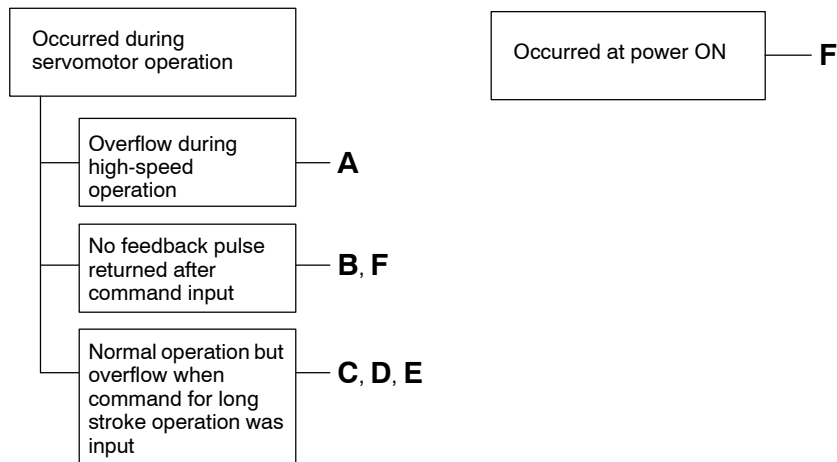 Occurred during
servomotor operation
Occurred at power ON
F
Overflow during
high-speed
operation
A
No feedback pulse
returned after
command input
B, F
Normal operation but
overflow when
command for long
stroke operation was
input
C, D, E